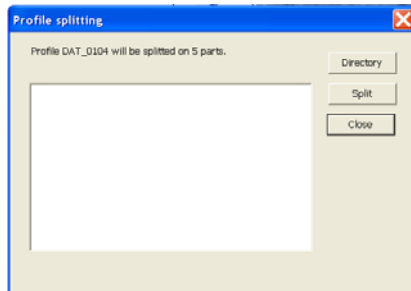 Profile splitting
Profile DAT_0104 will be splitted on 5 parts.
Directory
Split
Close